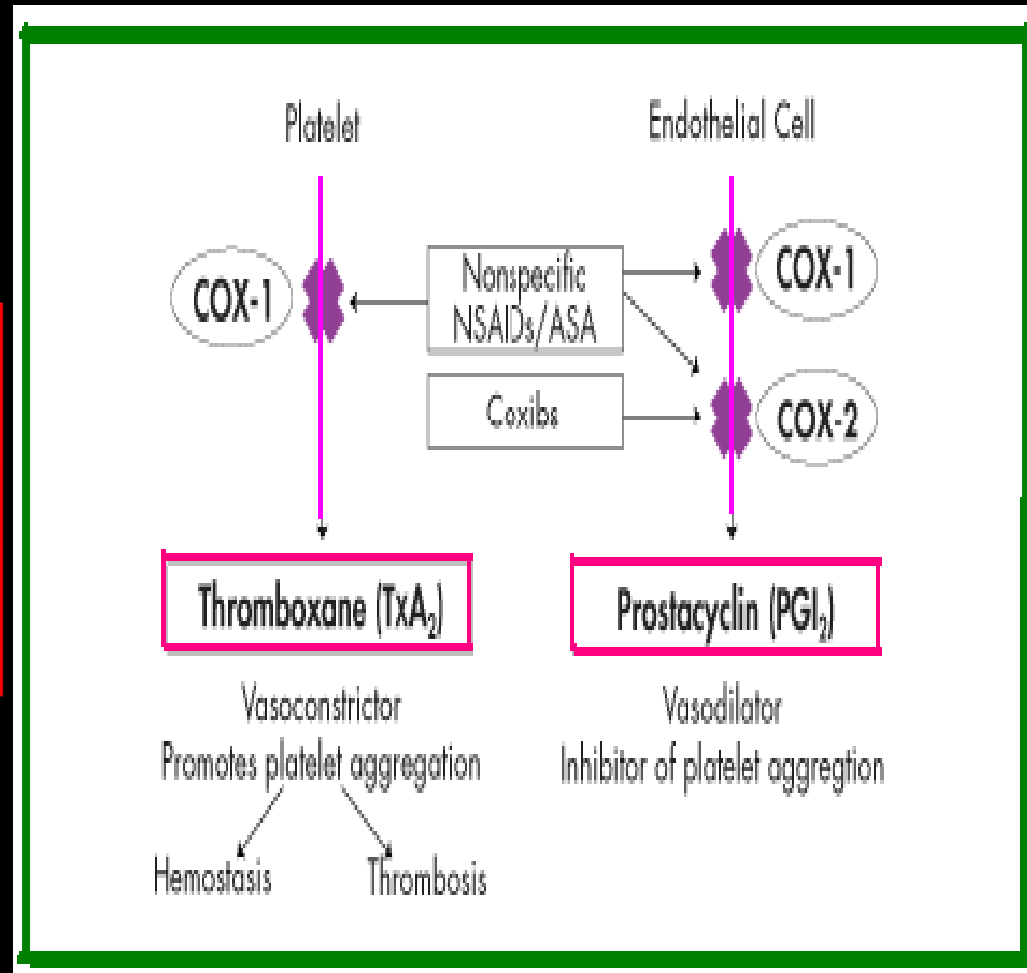 Platelet
Endothelial Cell
COX-1
Nonspecific
NSAIDs/ASA
COX-1
Coxibs
COX-2
Thromboxane (TxA₂)
Prostacyclin (PGI₂)
Vasoconstrictor
Promotes platelet aggregation
Vasodilator
Inhibitor of platelet aggregtion
Hemostasis
Thrombosis